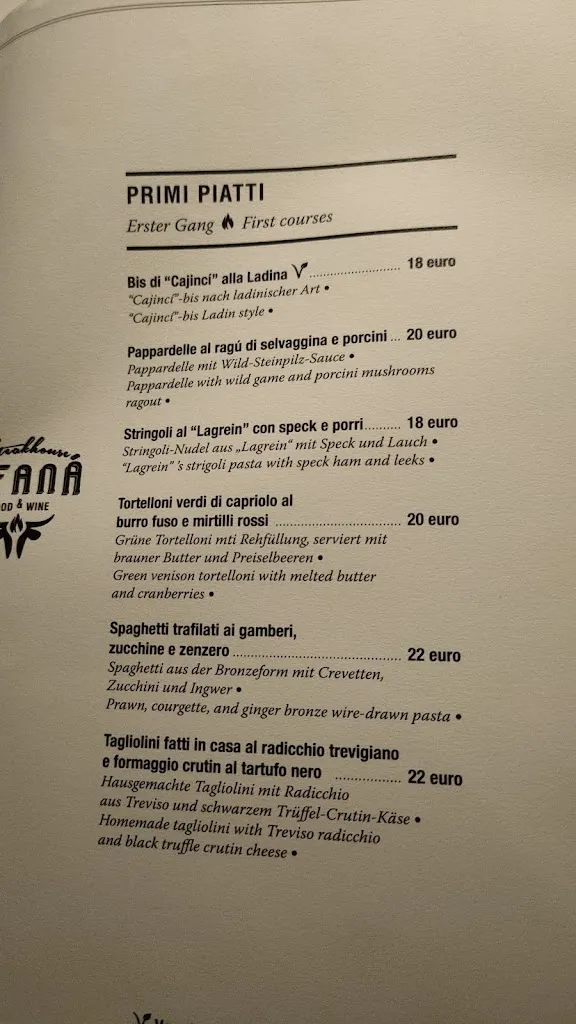 PRIMI PIATTI
Erster Gang First courses
Bis di "Cajincí" alla Ladina .......................... 18 euro
"Cajincí"-bis nach ladinischer Art •
"Cajincí"-bis Ladin style •
Pappardelle al ragú di selvaggina e porcini ... 20 euro
Pappardelle mit Wild-Steinpilz-Sauce •
Pappardelle with wild game and porcini mushrooms
ragout •
Stringoli al "Lagrein" con speck e porri ......... 18 euro
Stringoli-Nudel aus „Lagrein" mit Speck und Lauch •
"Lagrein" 's strigoli pasta with speck ham and leeks •
FANÁ
OD & WINE
Tortelloni verdi di capriolo al
burro fuso e mirtilli rossi .................................. 20 euro
Grüne Tortelloni mti Rehfüllung, serviert mit
brauner Butter und Preiselbeeren •
Green venison tortelloni with melted butter
and cranberries •
Spaghetti trafilati ai gamberi,
zucchine e zenzero ............................................. 22 euro
Spaghetti aus der Bronzeform mit Crevetten,
Zucchini und Ingwer •
Prawn, courgette, and ginger bronze wire-drawn pasta •
Tagliolini fatti in casa al radicchio trevigiano
e formaggio crutin al tartufo nero ................. 22 euro
Hausgemachte Tagliolini mit Radicchio
aus Treviso und schwarzem Trüffel-Crutin-Käse •
Homemade tagliolini with Treviso radicchio
and black truffle crutin cheese •